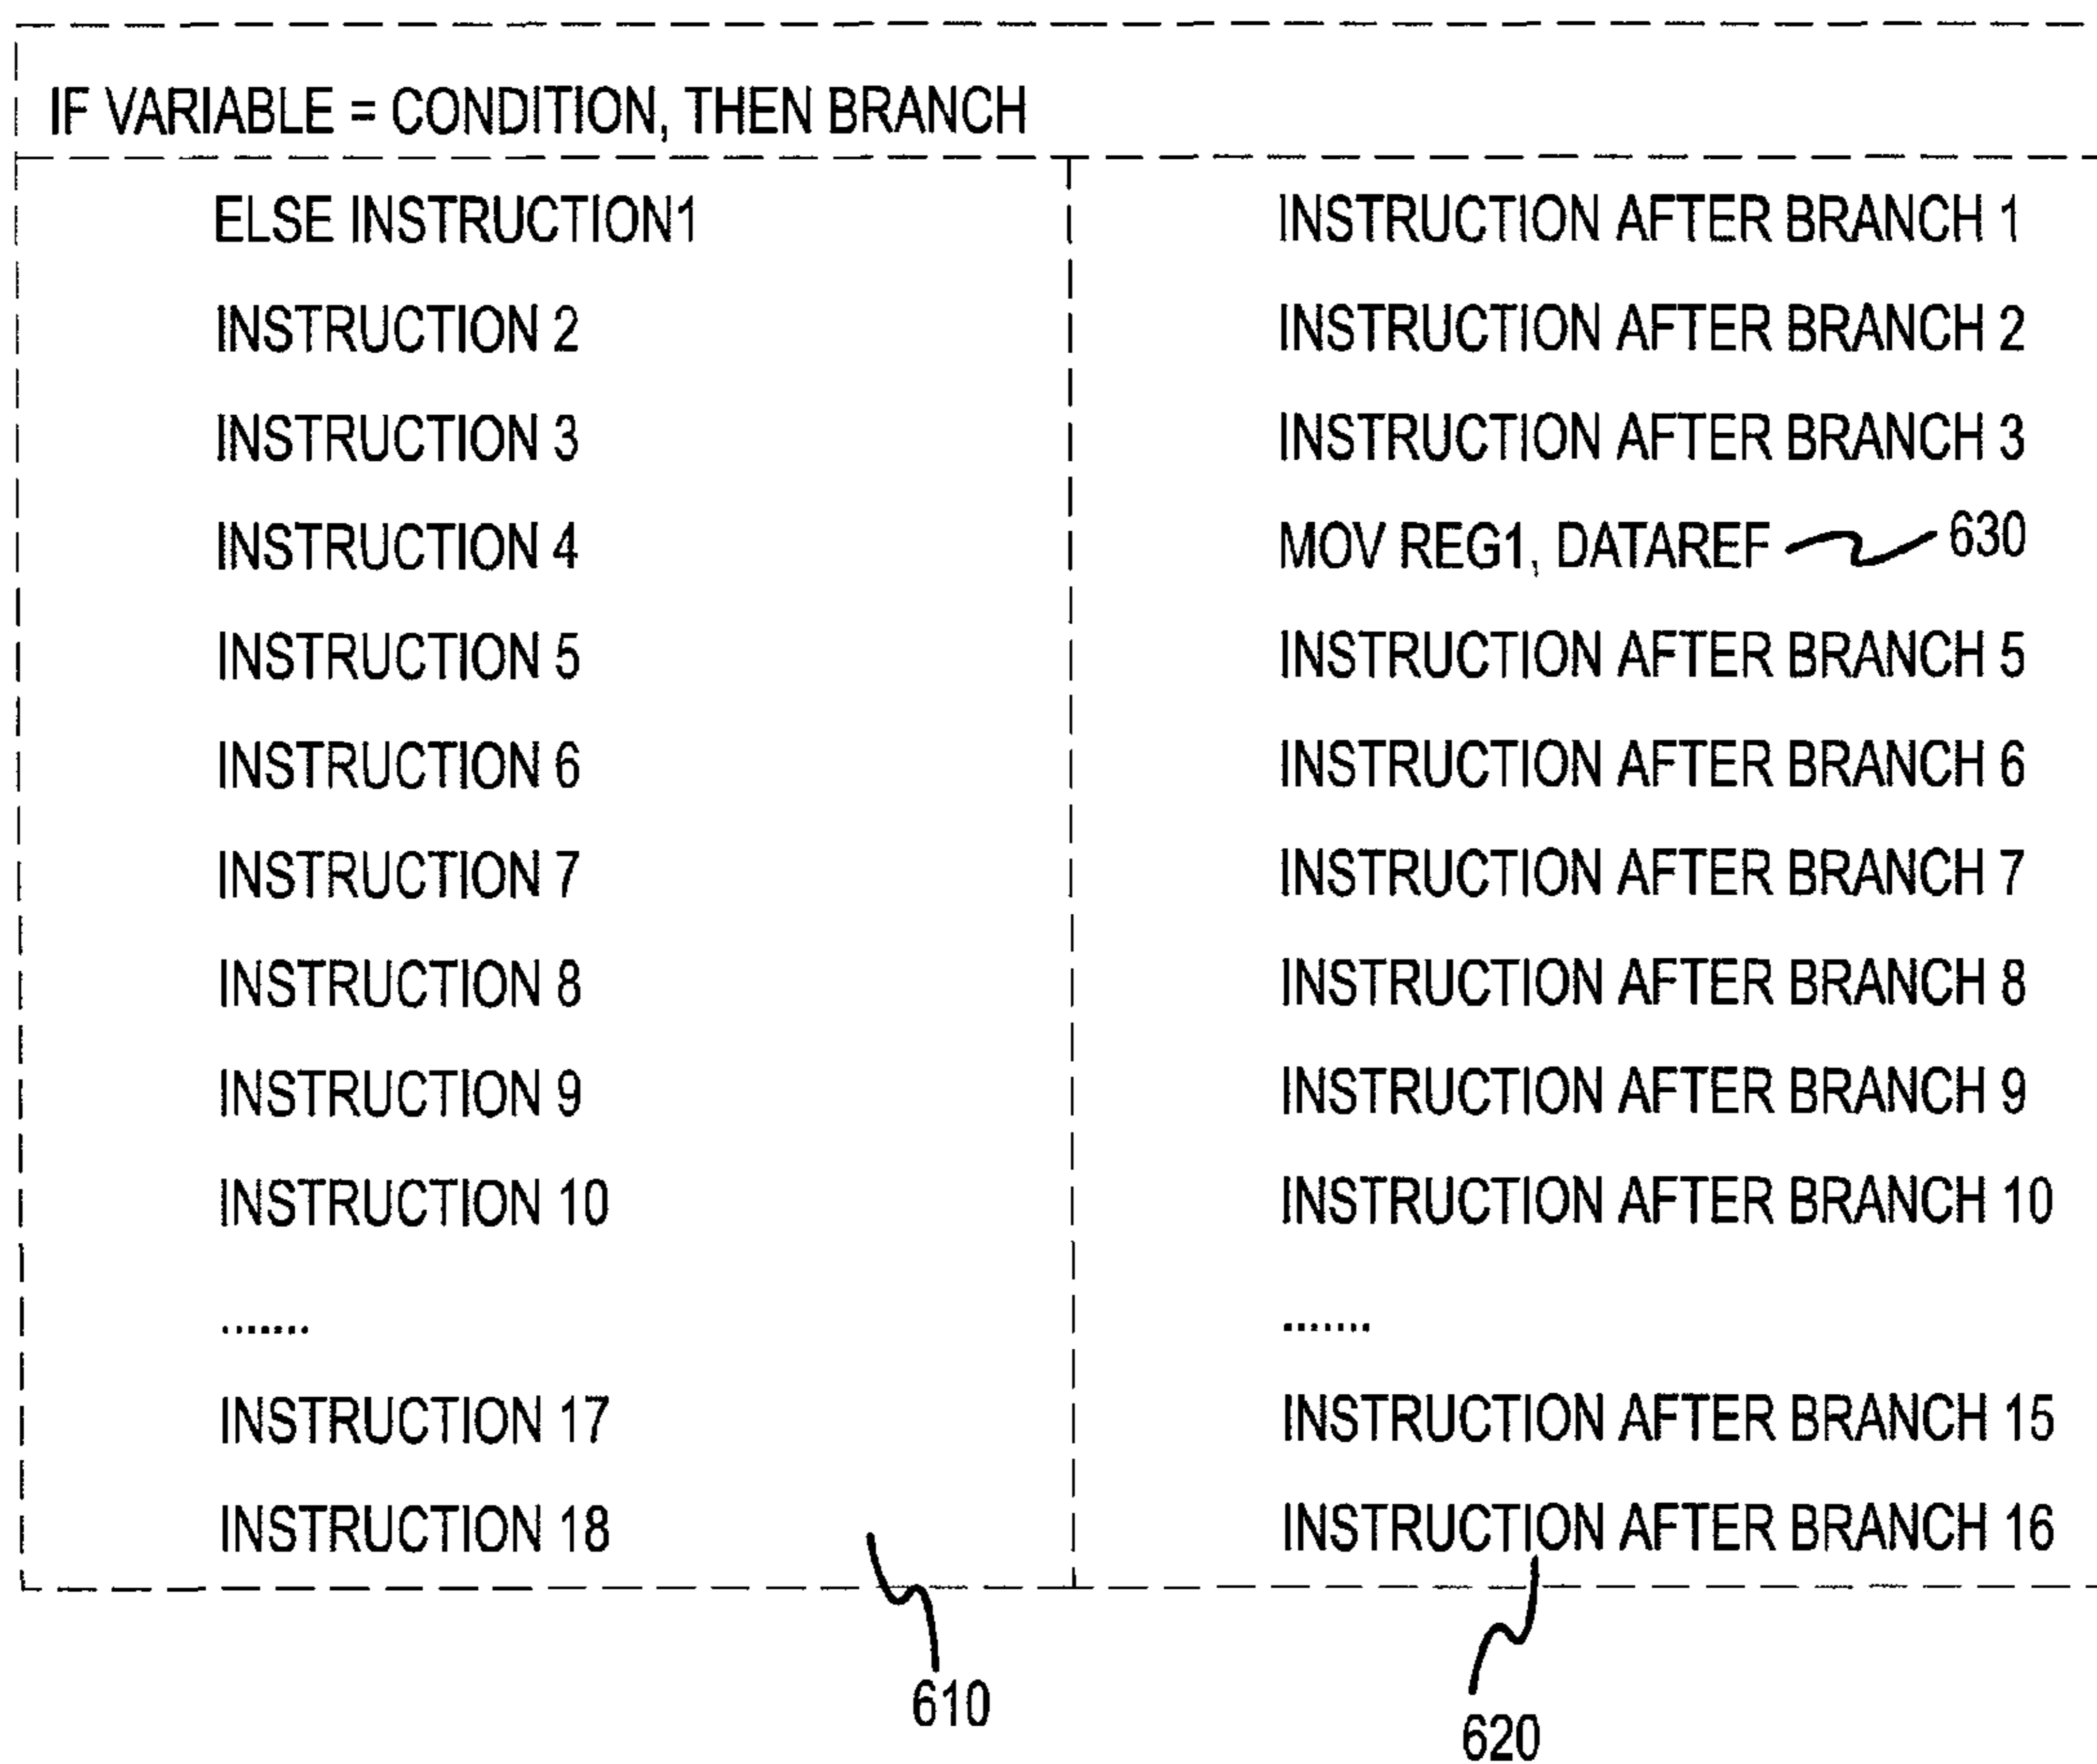 IF VARIABLE = CONDITION, THEN BRANCH
ELSE INSTRUCTION1
INSTRUCTION 2
INSTRUCTION 3
INSTRUCTION 4
INSTRUCTION 5
INSTRUCTION 6
INSTRUCTION 7
INSTRUCTION 8
INSTRUCTION 9
INSTRUCTION 10
.......
INSTRUCTION 17
INSTRUCTION 18
610
INSTRUCTION AFTER BRANCH 1
INSTRUCTION AFTER BRANCH 2
INSTRUCTION AFTER BRANCH 3
MOV REG1, DATAREF 630
INSTRUCTION AFTER BRANCH 5
INSTRUCTION AFTER BRANCH 6
INSTRUCTION AFTER BRANCH 7
INSTRUCTION AFTER BRANCH 8
INSTRUCTION AFTER BRANCH 9
INSTRUCTION AFTER BRANCH 10
.......
INSTRUCTION AFTER BRANCH 15
INSTRUCTION AFTER BRANCH 16
620